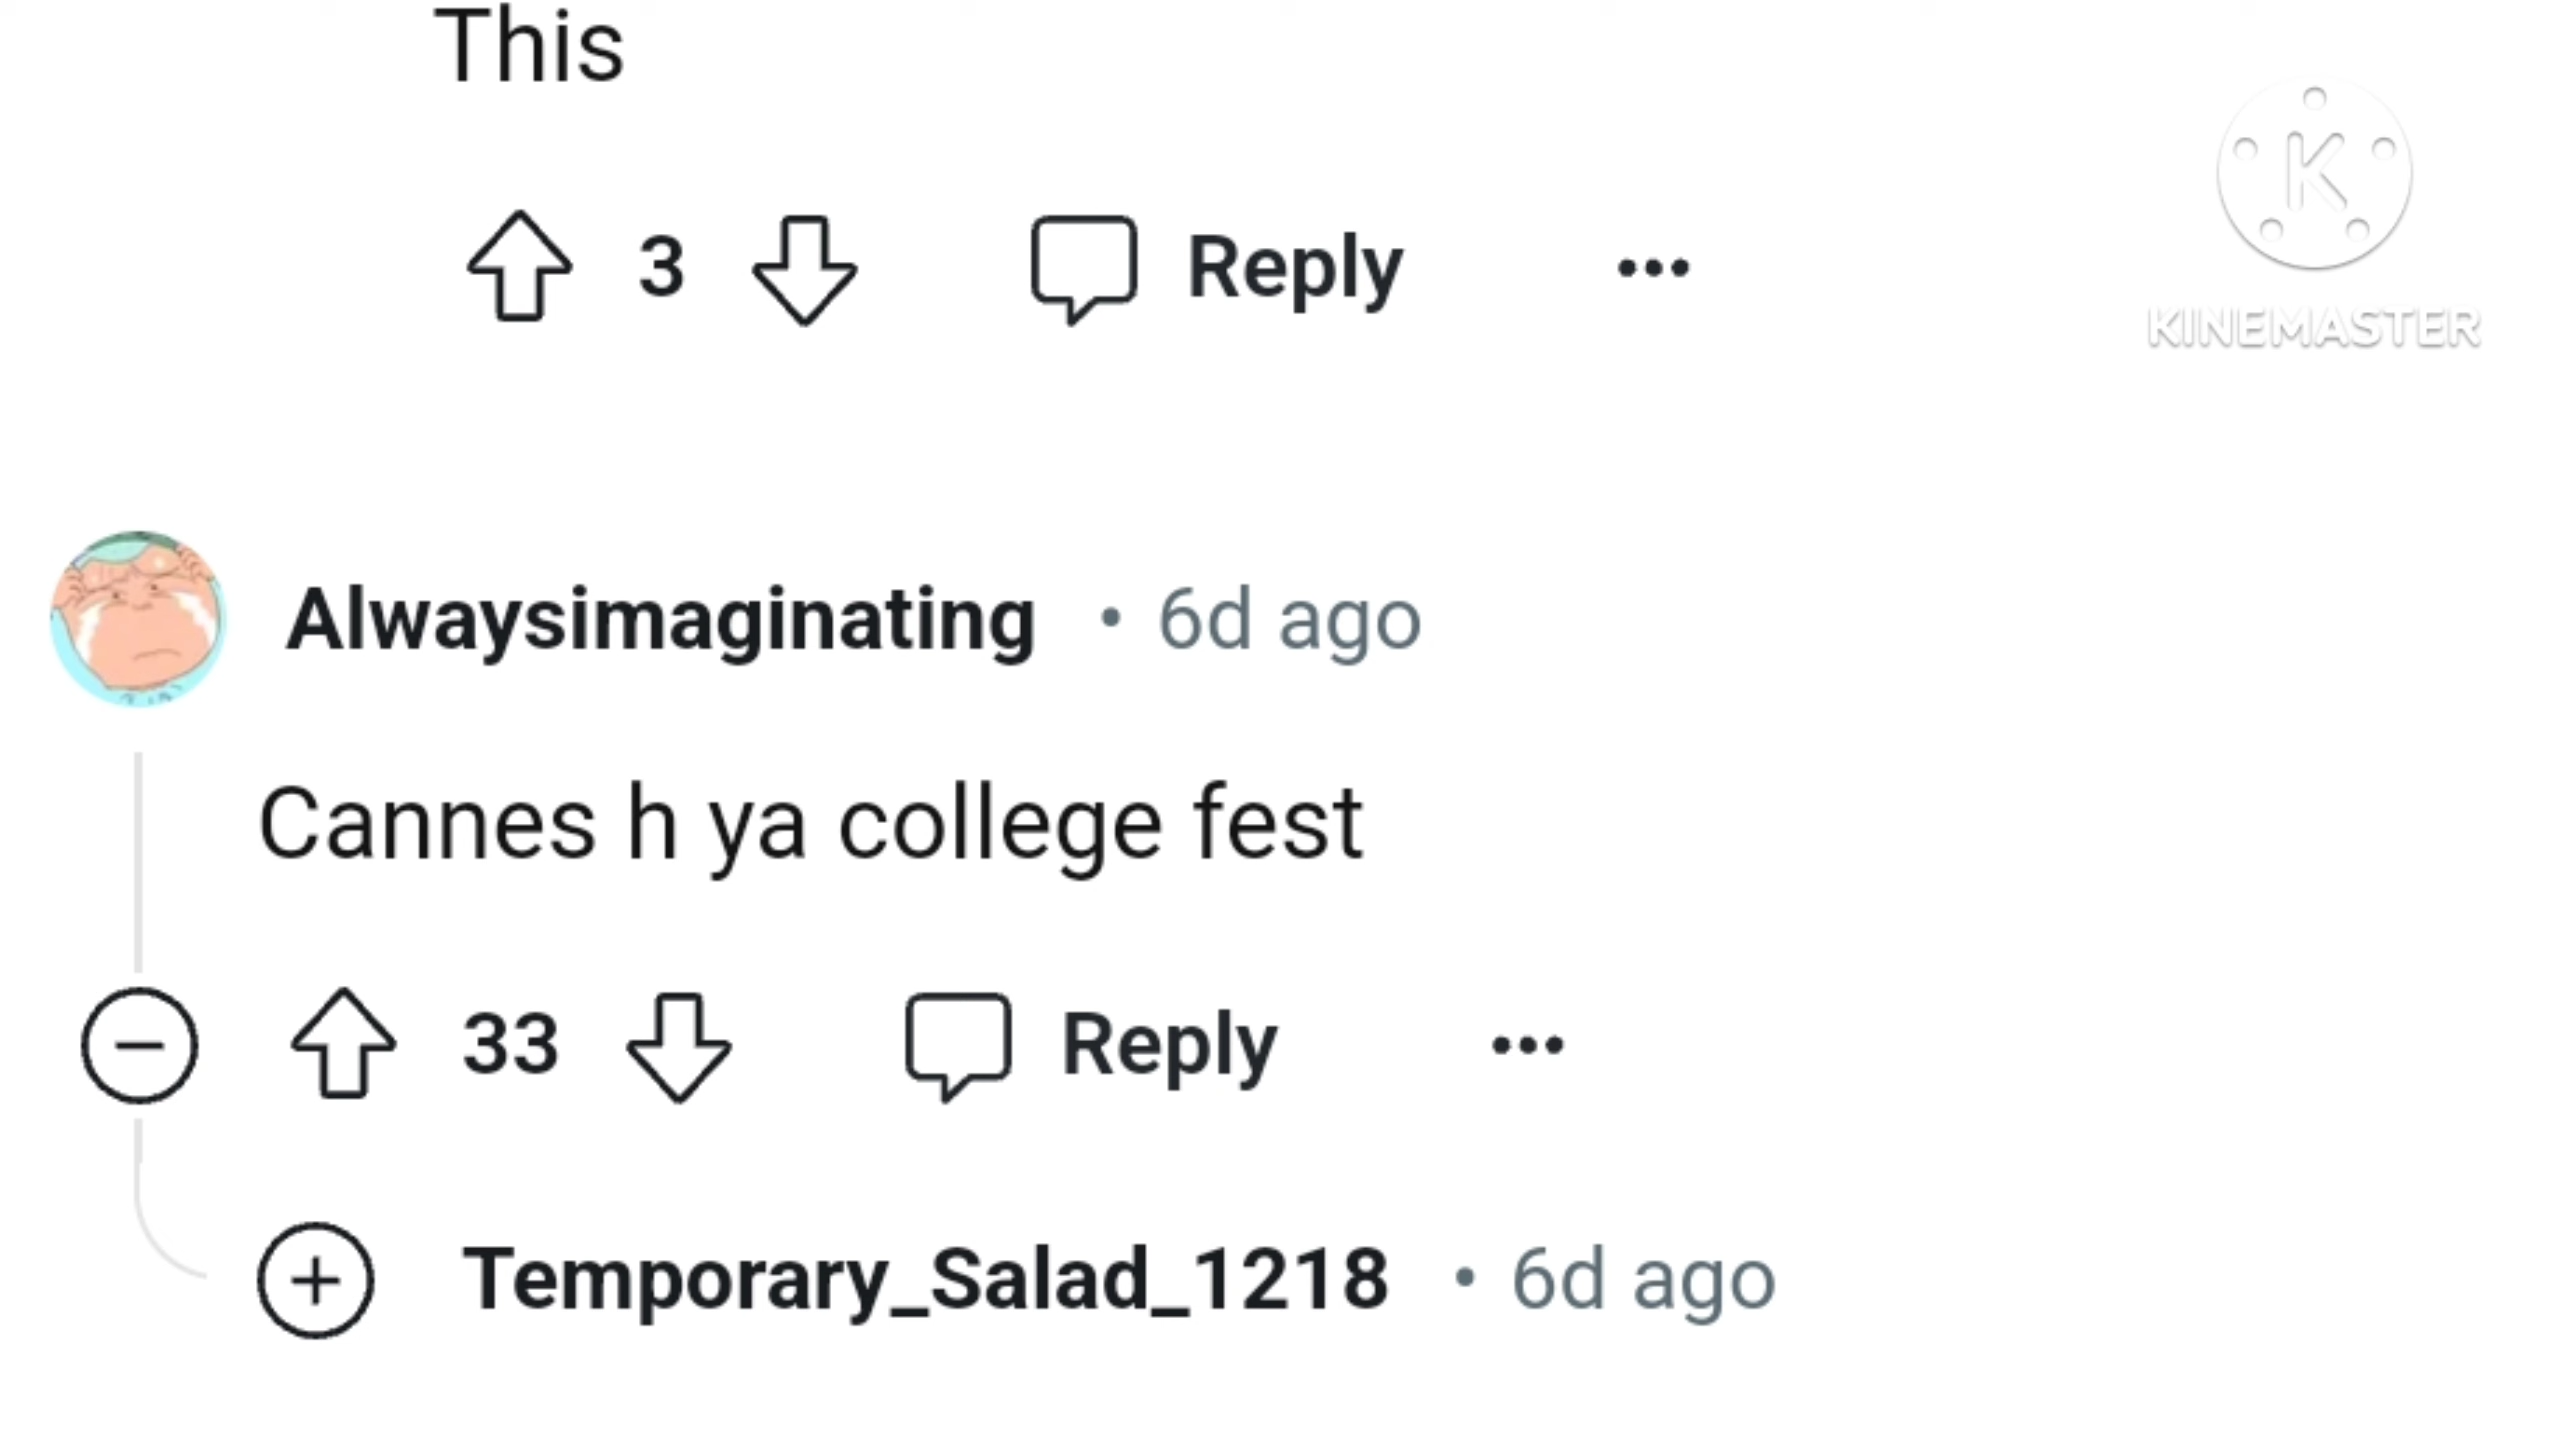 This
3 Reply ...
K
KINEMASTER
Alwaysimaginating • 6d ago
Cannes h ya college fest
33 Reply ...
Temporary_Salad_1218 • 6d ago